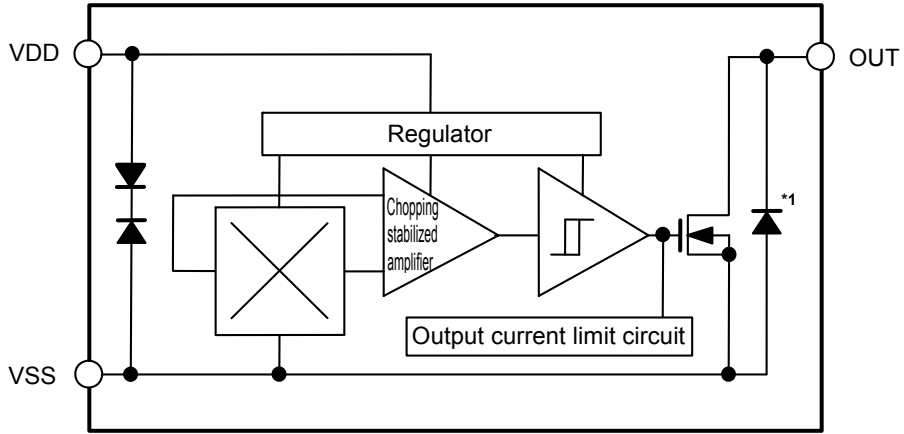 VDD
OUT
Regulator
Chopping
stabilized
amplifier
*1
Output current limit circuit
VSS